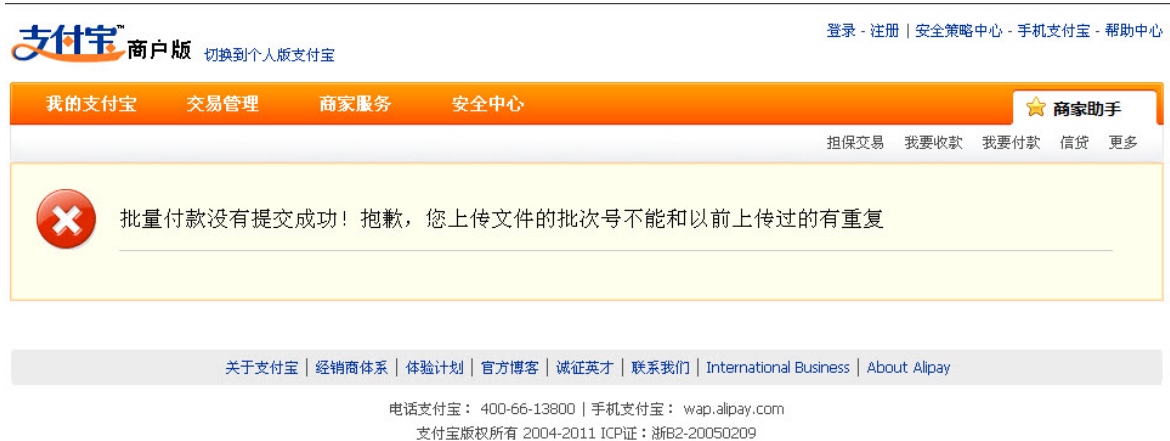 支付宝™ 商户版 切换到个人版支付宝
登录 - 注册 | 安全策略中心 - 手机支付宝 - 帮助中心
我的支付宝 交易管理 商家服务 安全中心 商家助手
担保交易 我要收款 我要付款 信贷 更多
批量付款没有提交成功！抱歉，您上传文件的批次号不能和以前上传过的有重复
关于支付宝 | 经销商体系 | 体验计划 | 官方博客 | 诚征英才 | 联系我们 | International Business | About Alipay
电话支付宝： 400-66-13800 | 手机支付宝： wap.alipay.com
支付宝版权所有 2004-2011 ICP证：浙B2-20050209